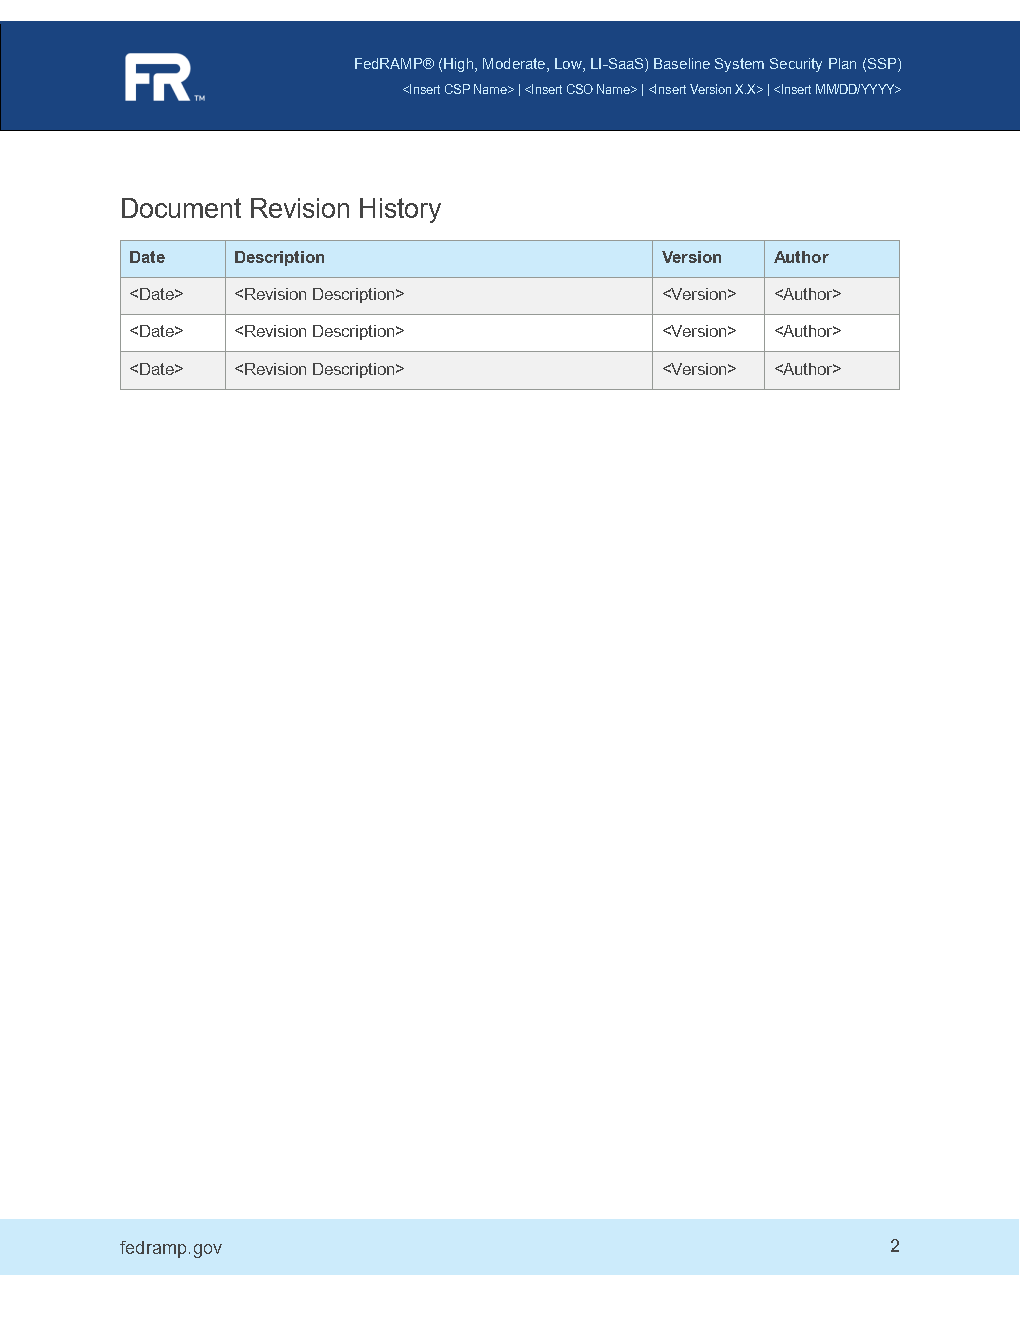 FR™
FedRAMP® (High, Moderate, Low, LI-SaaS) Baseline System Security Plan (SSP)
<Insert CSP Name> | <Insert CSO Name> | <Insert Version X.X> | <Insert MM/DD/YYYY>
Document Revision History
Date Description Version Author
<Date> <Revision Description> <Version> <Author>
<Date> <Revision Description> <Version> <Author>
<Date> <Revision Description> <Version> <Author>
fedramp.gov 2